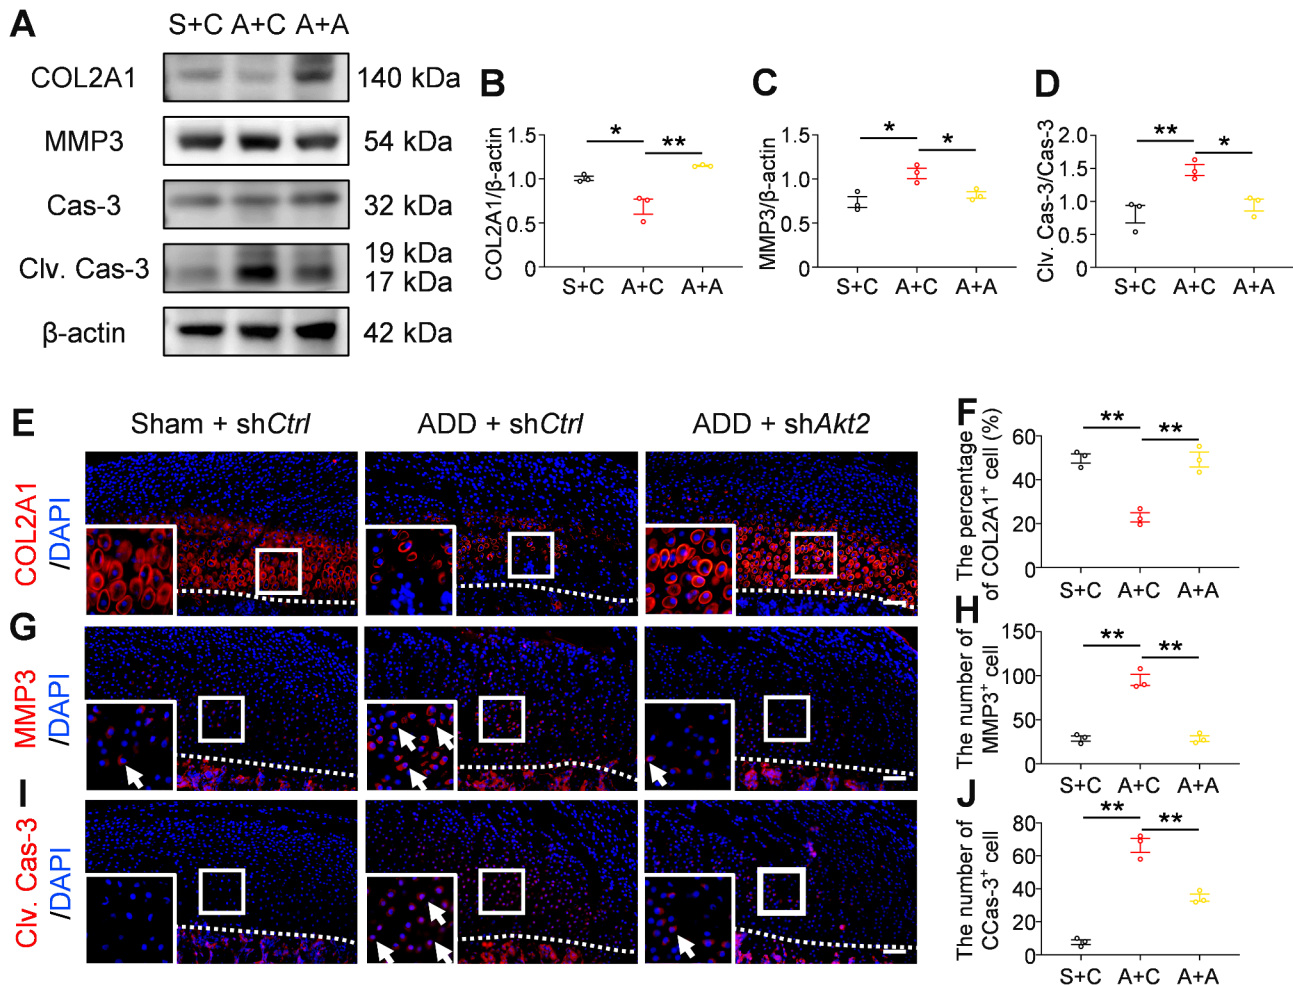 A
S+C A+C A+A
COL2A1 140 kDa
MMP3 54 kDa
Cas-3 32 kDa
Clv. Cas-3 19 kDa
17 kDa
β-actin 42 kDa
B
COL2A1/β-actin
1.5
1.0
0.5
0
*
**
S+C A+C A+A
C
MMP3/β-actin
1.5
1.0
0.5
0
*
*
S+C A+C A+A
D
Clv. Cas-3/Cas-3
2.0
1.5
1.0
0.5
0
**
*
S+C A+C A+A
E
Sham + shCtrl
ADD + shCtrl
ADD + shAkt2
COL2A1
/DAPI
F
The percentage
of COL2A1⁺ cell (%)
60
40
20
0
**
**
S+C A+C A+A
G
MMP3
/DAPI
H
The number of
MMP3⁺ cell
150
100
50
0
**
**
S+C A+C A+A
I
Clv. Cas-3
/DAPI
J
The number of
CCas-3⁺ cell
80
60
40
20
0
**
**
S+C A+C A+A